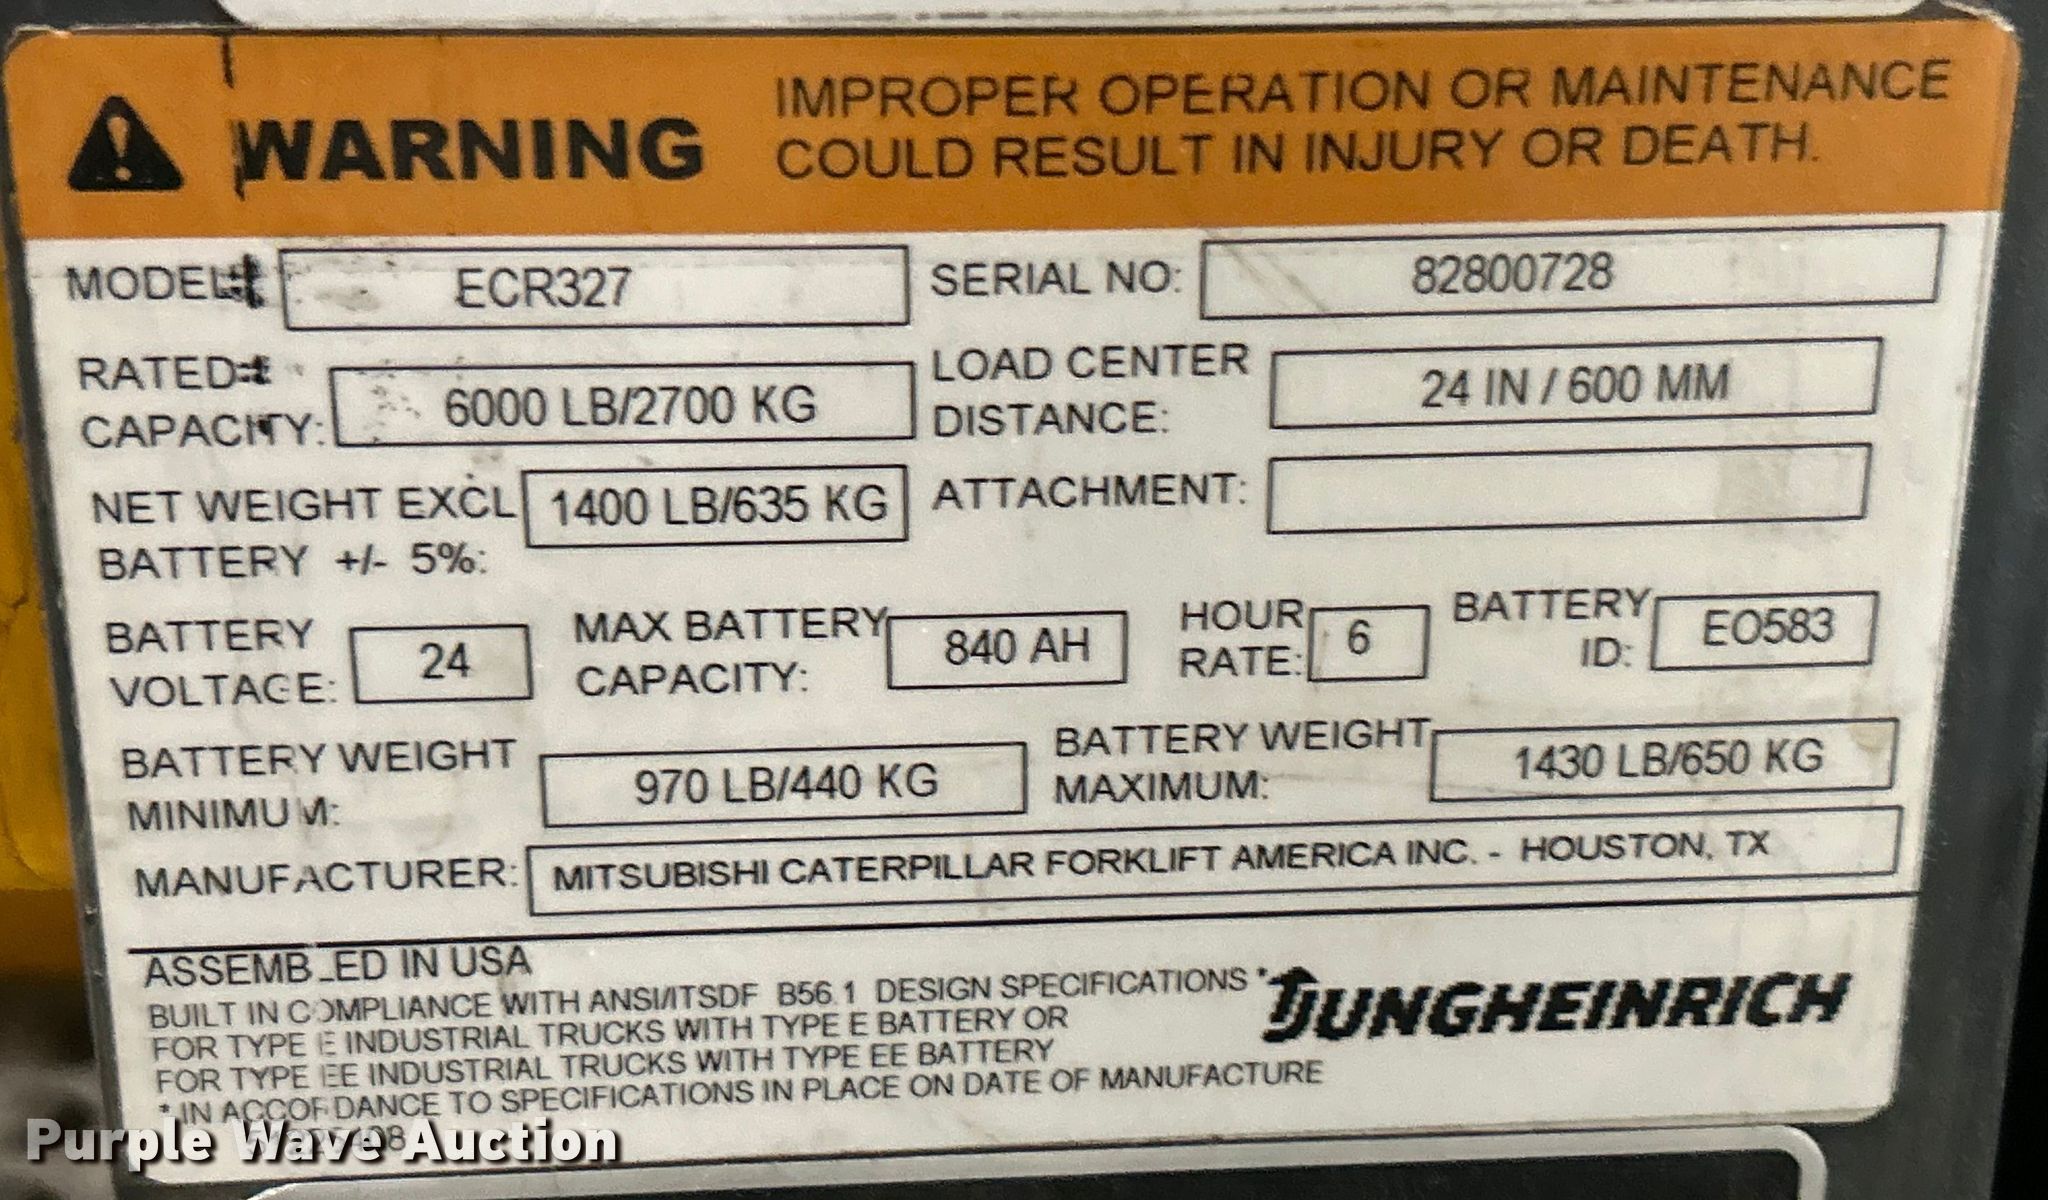 WARNING
IMPROPER OPERATION OR MAINTENANCE
COULD RESULT IN INJURY OR DEATH.
MODEL: ECR327 SERIAL NO: 82800728
RATED CAPACITY: 6000 LB/2700 KG LOAD CENTER DISTANCE: 24 IN / 600 MM
NET WEIGHT EXCL BATTERY +/- 5%: 1400 LB/635 KG ATTACHMENT:
BATTERY VOLTAGE: 24 MAX BATTERY CAPACITY: 840 AH HOUR RATE: 6 BATTERY ID: EO583
BATTERY WEIGHT MINIMUM: 970 LB/440 KG BATTERY WEIGHT MAXIMUM: 1430 LB/650 KG
MANUFACTURER: MITSUBISHI CATERPILLAR FORKLIFT AMERICA INC. - HOUSTON, TX
ASSEMBLED IN USA
BUILT IN COMPLIANCE WITH ANSI/ITSDF B56.1 DESIGN SPECIFICATIONS *
FOR TYPE E INDUSTRIAL TRUCKS WITH TYPE E BATTERY OR
FOR TYPE EE INDUSTRIAL TRUCKS WITH TYPE EE BATTERY
* IN ACCORDANCE TO SPECIFICATIONS IN PLACE ON DATE OF MANUFACTURE
JUNGHEINRICH
Purple Wave Auction